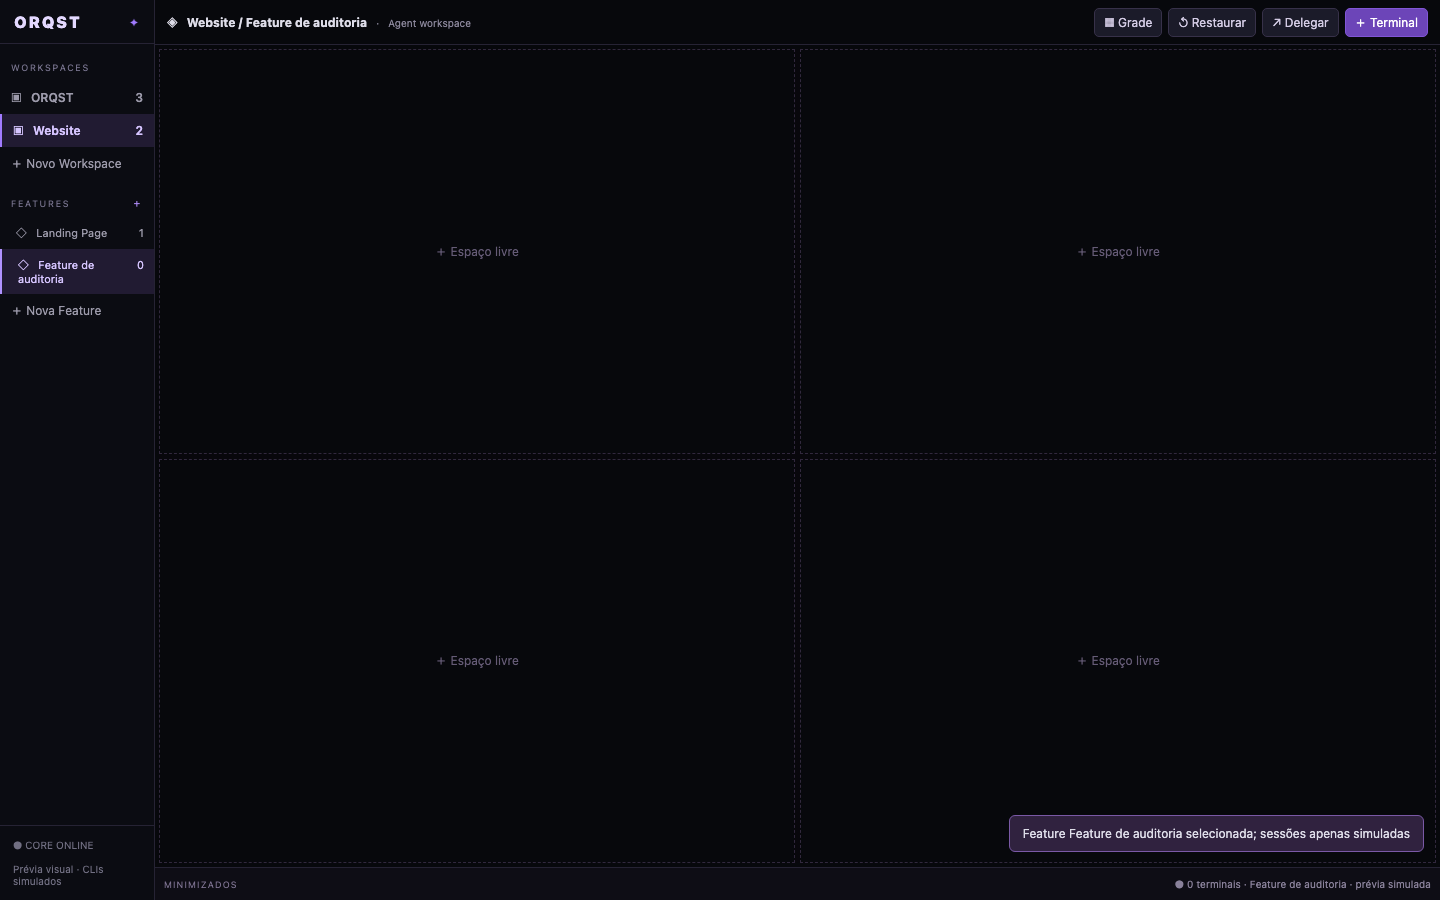 ORQST
Website / Feature de auditoria · Agent workspace
Grade
Restaurar
Delegar
+ Terminal
WORKSPACES
ORQST 3
Website 2
+ Novo Workspace
FEATURES +
Landing Page 1
Feature de 0
auditoria
+ Nova Feature
+ Espaço livre
+ Espaço livre
+ Espaço livre
+ Espaço livre
Feature Feature de auditoria selecionada; sessões apenas simuladas
CORE ONLINE
Prévia visual · CLIs
simulados
MINIMIZADOS
0 terminais · Feature de auditoria · prévia simulada